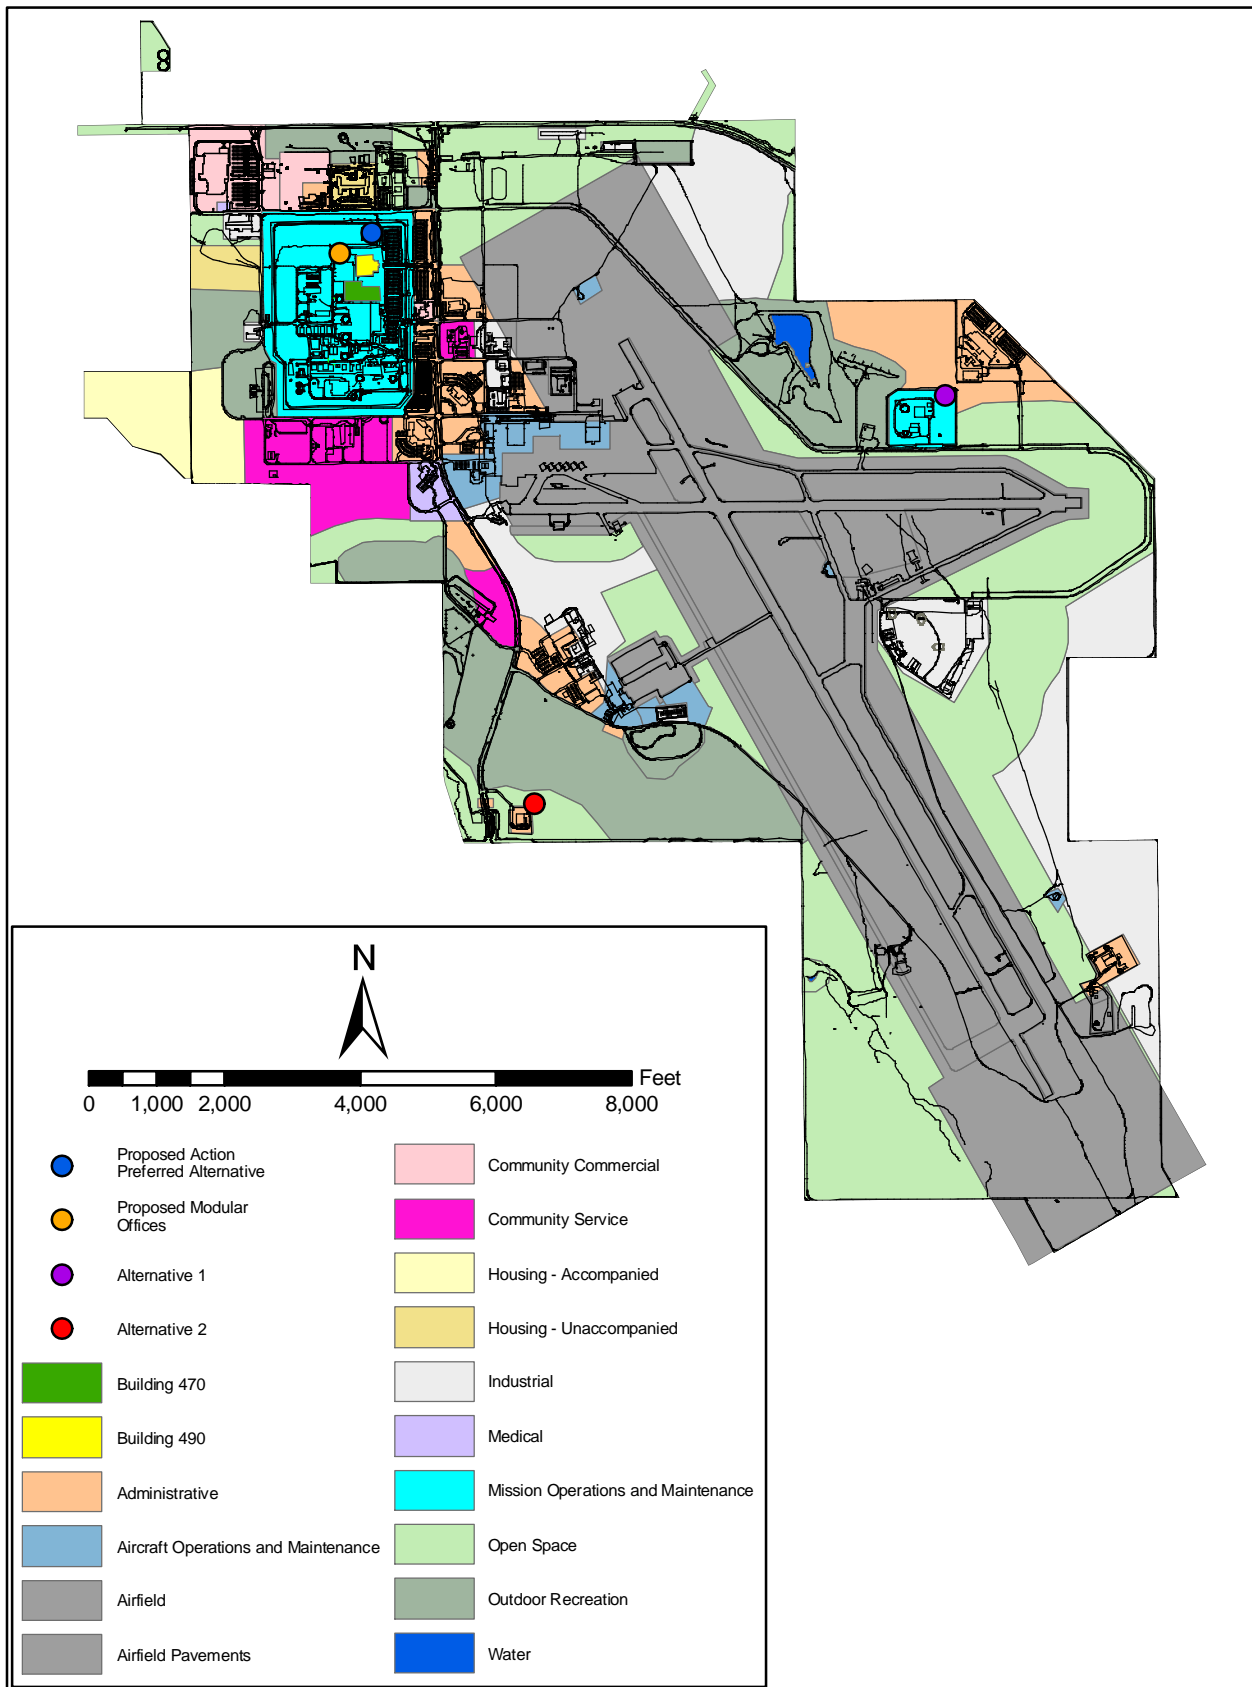 8
N
Feet
0 1,000 2,000 4,000 6,000 8,000
Proposed Action
Preferred Alternative
Proposed Modular
Offices
Alternative 1
Alternative 2
Building 470
Building 490
Administrative
Aircraft Operations and Maintenance
Airfield
Airfield Pavements
Community Commercial
Community Service
Housing - Accompanied
Housing - Unaccompanied
Industrial
Medical
Mission Operations and Maintenance
Open Space
Outdoor Recreation
Water